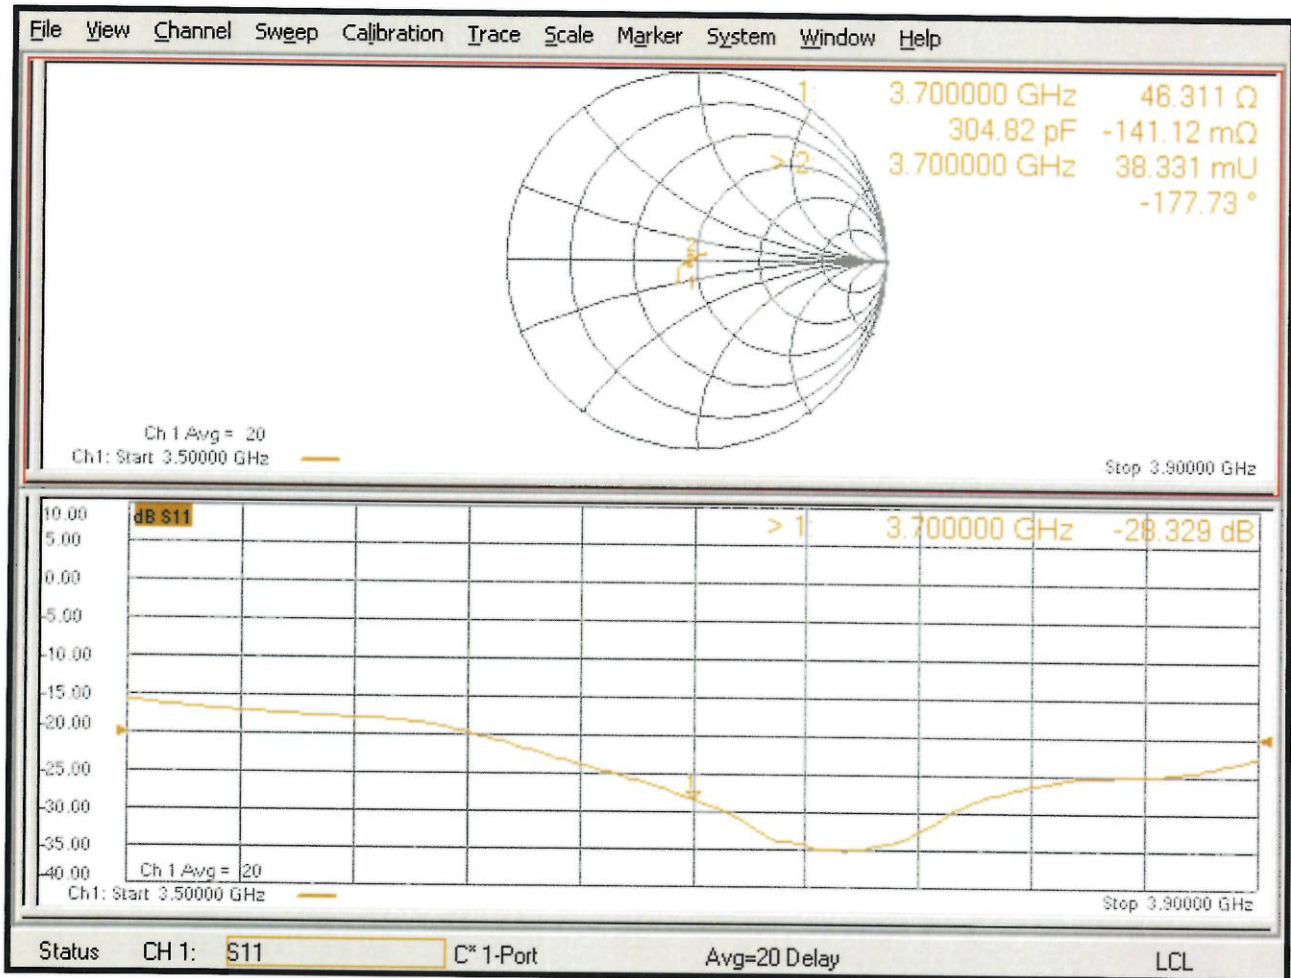 File View Channel Sweep Calibration Trace Scale Marker System Window Help
1: 3.700000 GHz 46.311 Ω
304.82 pF -141.12 mΩ
> 2: 3.700000 GHz 38.331 mU
-177.73 °
2
1
Ch 1 Avg = 20
Ch1: Start 3.50000 GHz
Stop 3.90000 GHz
10.00
dB S11
> 1: 3.700000 GHz -28.329 dB
5.00
0.00
-5.00
-10.00
-15.00
-20.00
-25.00
1
-30.00
-35.00
-40.00
Ch 1 Avg = 20
Ch1: Start 3.50000 GHz
Stop 3.90000 GHz
Status CH 1: S11 C* 1-Port Avg=20 Delay LCL